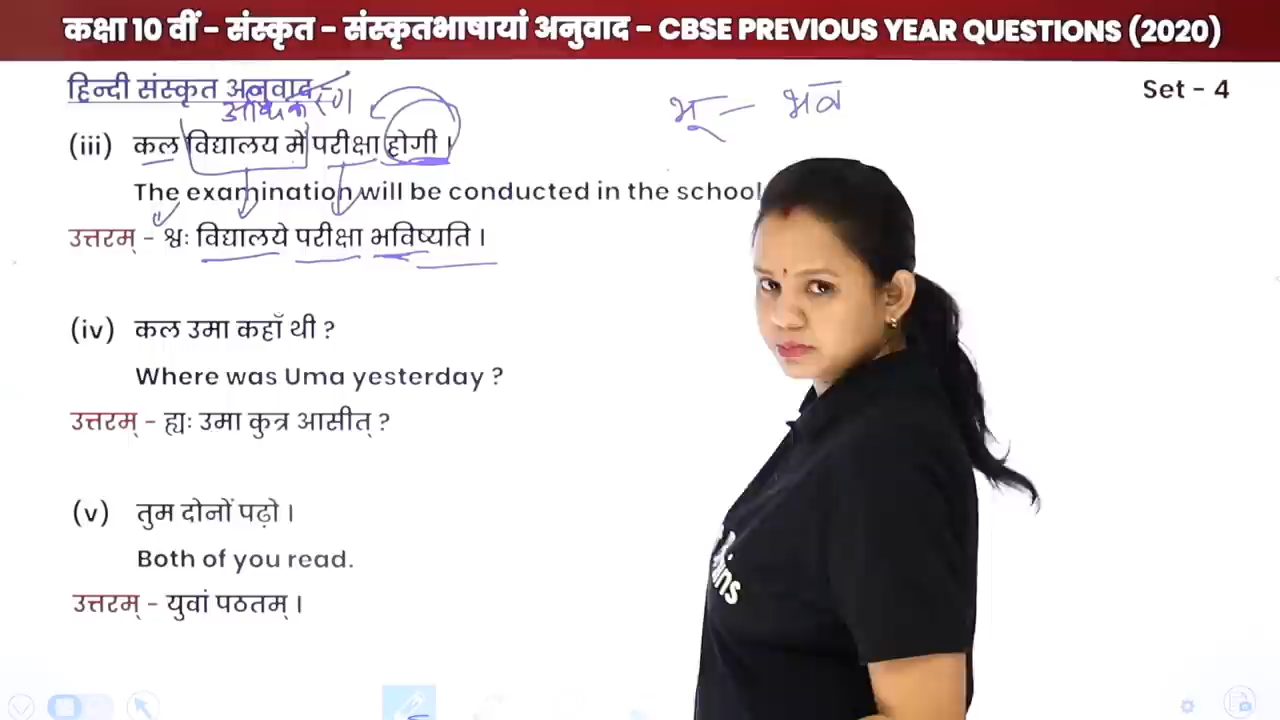 कक्षा 10 वीं - संस्कृत - संस्कृतभाषायां अनुवाद - CBSE PREVIOUS YEAR QUESTIONS (2020)
हिन्दी संस्कृत अनुवाद-
Set - 4
भू - भव
(iii) कल विद्यालय में परीक्षा होगी ।
The examination will be conducted in the school
उत्तरम् - श्वः विद्यालये परीक्षा भविष्यति ।
(iv) कल उमा कहाँ थी ?
Where was Uma yesterday ?
उत्तरम् - ह्यः उमा कुत्र आसीत् ?
(v) तुम दोनों पढ़ो ।
Both of you read.
उत्तरम् - युवां पठतम् ।